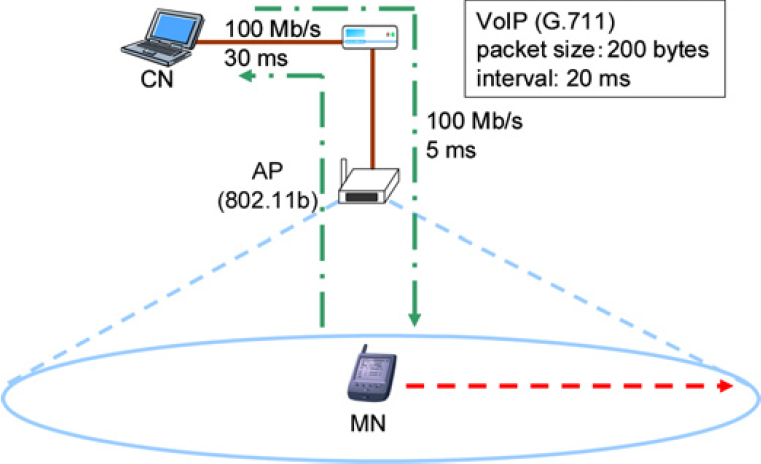 100 Mb/s
30 ms
CN
VoIP (G.711)
packet size: 200 bytes
interval: 20 ms
100 Mb/s
5 ms
AP
(802.11b)
MN